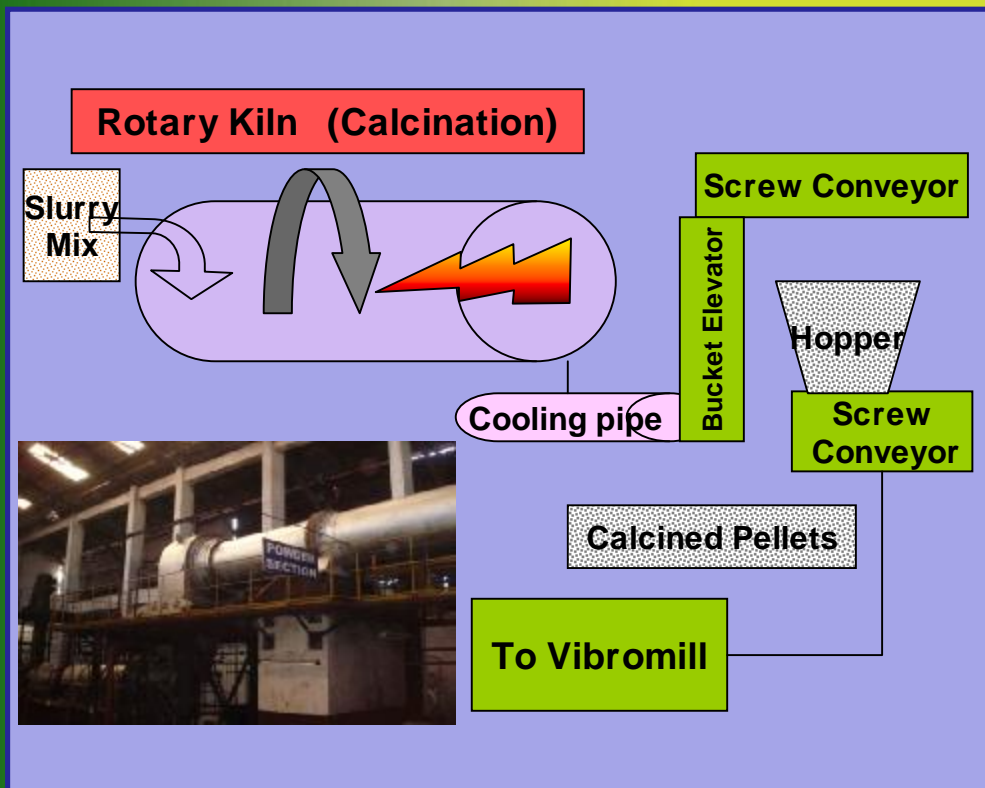 Rotary Kiln (Calcination)
Slurry
Mix
Screw Conveyor
Bucket Elevator
Hopper
Cooling pipe
Screw
Conveyor
POWDER
SECTION
Calcined Pellets
To Vibromill